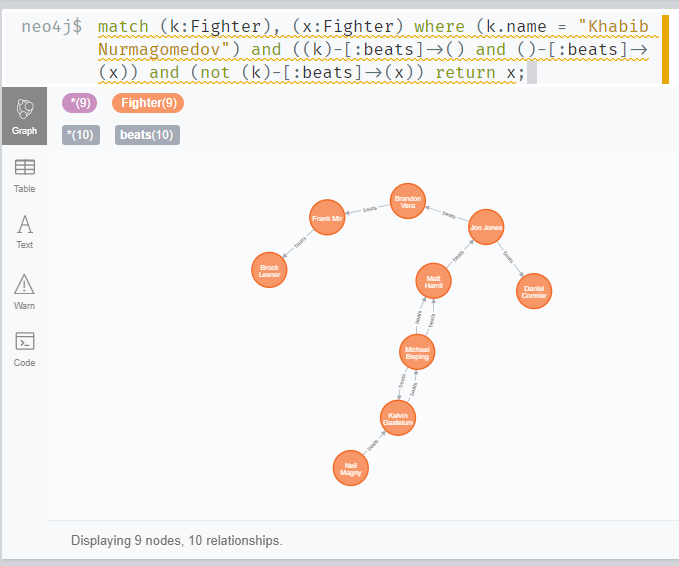 neo4j$ match (k:Fighter), (x:Fighter) where (k.name = "Khabib
Nurmagomedov") and ((k)-[:beats]→() and ()-[:beats]→
(x)) and (not (k)-[:beats]→(x)) return x;
*(9) Fighter(9)
Graph
*(10) beats(10)
Table
Text
Warn
Code
Brandon
Vera
beats
Frank Mir
beats
Jon Jones
beats
Brock
Lesnar
beats
beats
Matt
Hamil
Daniel
Cormier
beats
beats
Michael
Bisping
beats
beats
Kelvin
Gastelum
beats
Neil
Magny
Displaying 9 nodes, 10 relationships.